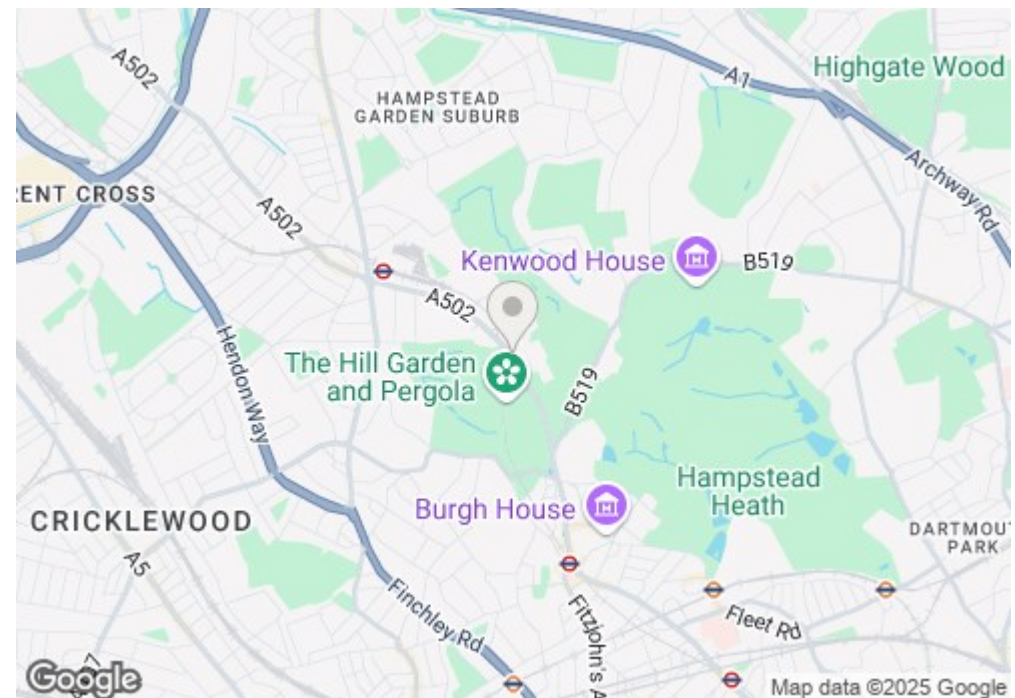 A502
A1
Highgate Wood
HAMPSTEAD
GARDEN SUBURB
Archway Rd
RENT CROSS
A502
Kenwood House
B519
A502
The Hill Garden
and Pergola
B519
Hendon Way
Hampstead
Heath
Burgh House
CRICKLEWOOD
DARTMOU
PARK
A5
Finchley Rd
Fitzjohn's A
Fleet Rd
Google
Map data ©2025 Google